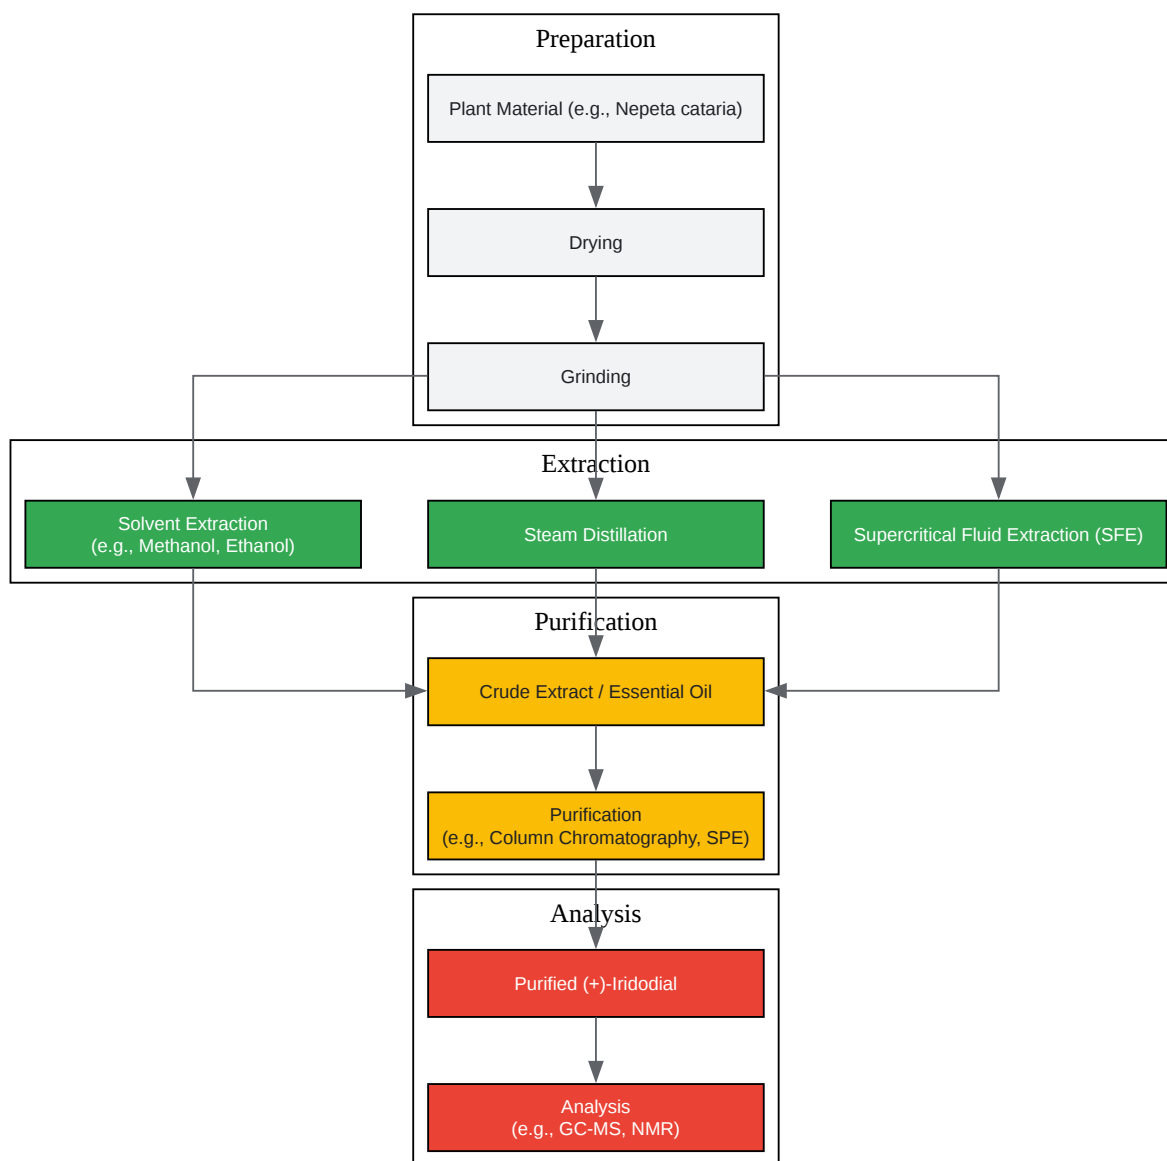 Preparation
Plant Material (e.g., Nepeta cataria)
Drying
Grinding
Extraction
Solvent Extraction
(e.g., Methanol, Ethanol)
Steam Distillation
Supercritical Fluid Extraction (SFE)
Purification
Crude Extract / Essential Oil
Purification
(e.g., Column Chromatography, SPE)
Analysis
Purified (+)-Iridodial
Analysis
(e.g., GC-MS, NMR)